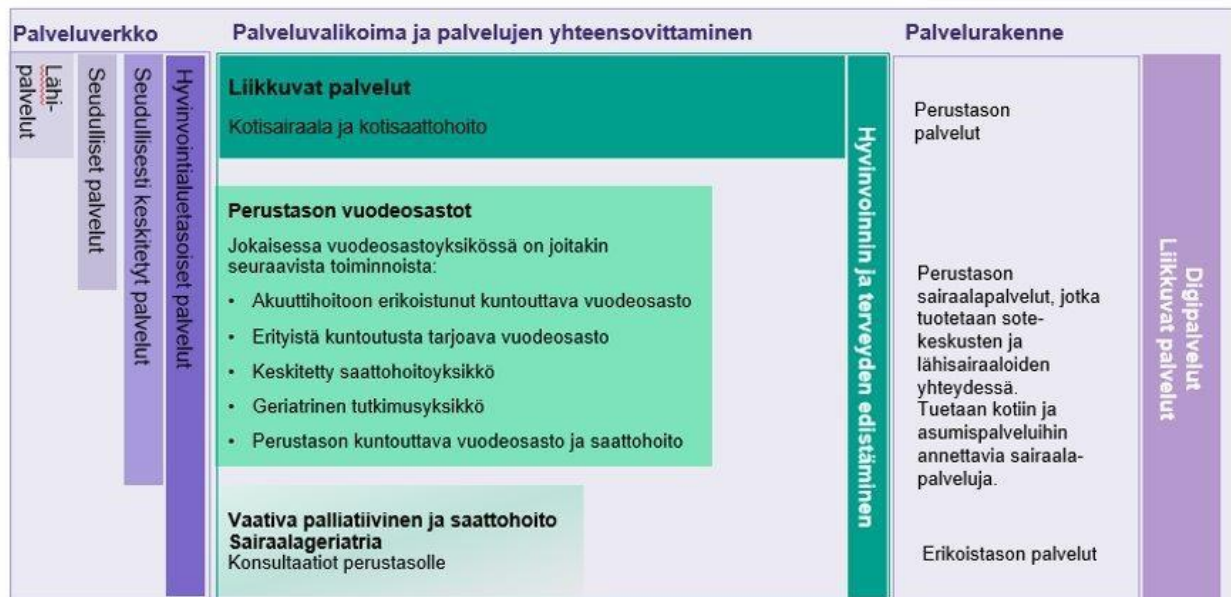 Palveluverkko
Lähi-
palvelut
Seudulliset palvelut
Seudullisesti keskitetyt palvelut
Hyvinvointialuetasoiset palvelut
Palveluvalikoima ja palvelujen yhteensovittaminen
Liikkuvat palvelut
Kotisairaala ja kotisaattohoito
Perustason vuodeosastot
Jokaisessa vuodeosastoyksikössä on joitakin
seuraavista toiminnoista:
• Akuuttihoitoon erikoistunut kuntouttava vuodeosasto
• Erityistä kuntoutusta tarjoava vuodeosasto
• Keskitetty saattohoitoyksikkö
• Geriatrinen tutkimusyksikkö
• Perustason kuntouttava vuodeosasto ja saattohoito
Vaativa palliatiivinen ja saattohoito
Sairaalageriatria
Konsultaatiot perustasolle
Hyvinvoinnin ja terveyden edistäminen
Palvelurakenne
Perustason
palvelut
Perustason
sairaalapalvelut, jotka
tuotetaan sote-
keskusten ja
lähisairaaloiden
yhteydessä.
Tuetaan kotiin ja
asumispalveluihin
annettavia sairaala-
palveluja.
Erikoistason palvelut
Digipalvelut
Liikkuvat palvelut